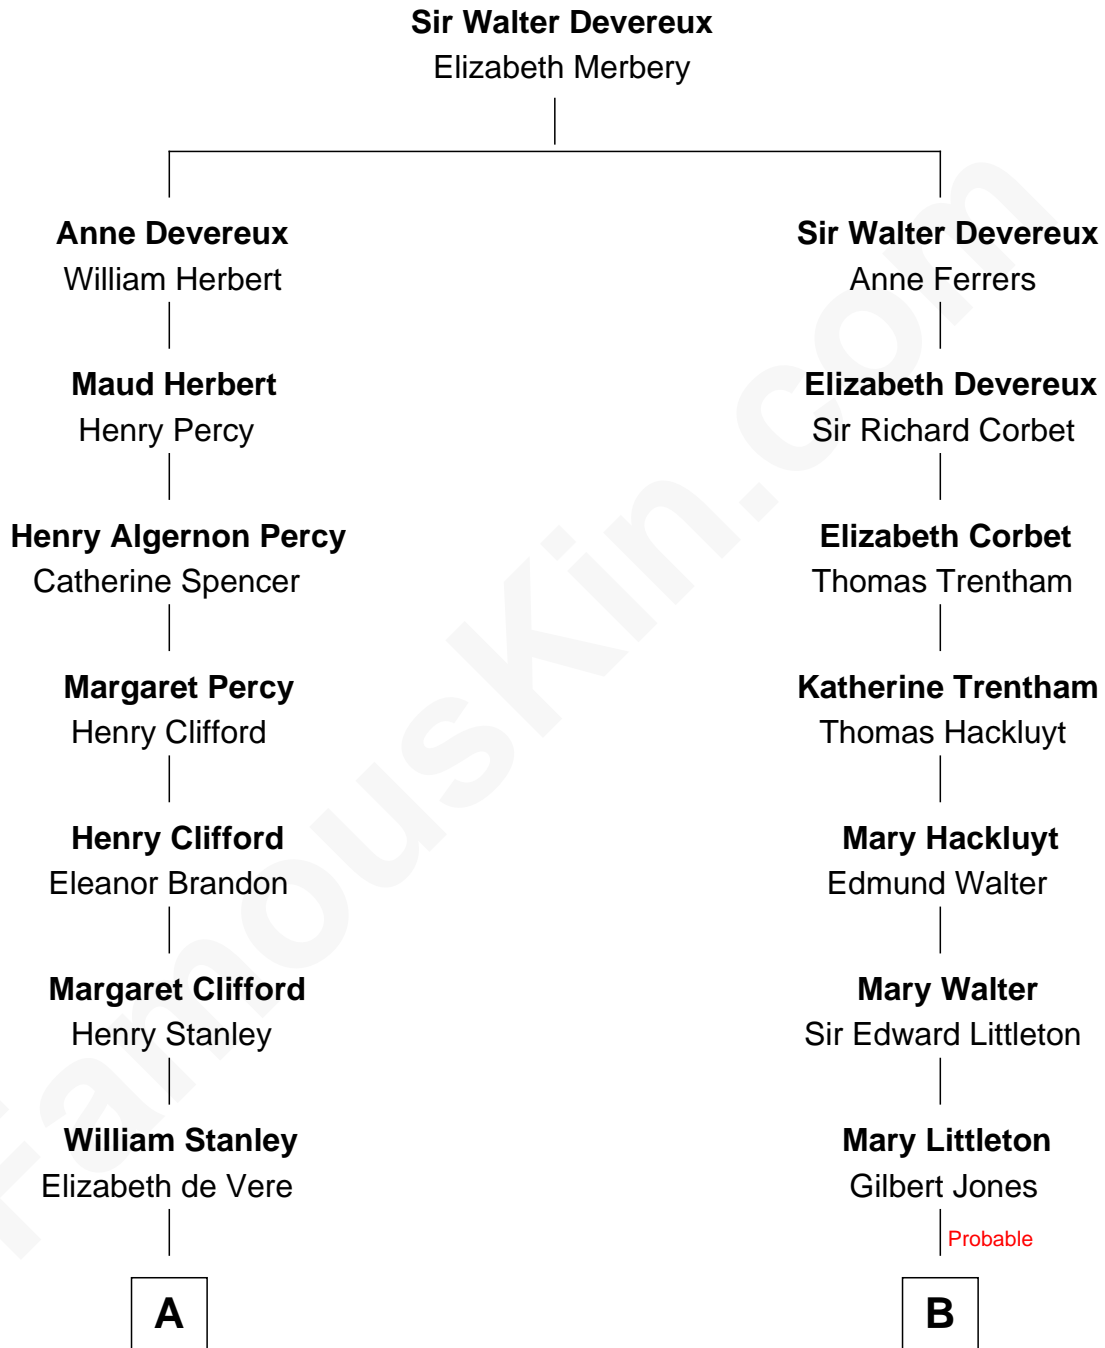 Sir Walter Devereux
Elizabeth Merbery
Anne Devereux
William Herbert
Sir Walter Devereux
Anne Ferrers
Maud Herbert
Henry Percy
Elizabeth Devereux
Sir Richard Corbet
Henry Algernon Percy
Catherine Spencer
Elizabeth Corbet
Thomas Trentham
Margaret Percy
Henry Clifford
Katherine Trentham
Thomas Hackluyt
Henry Clifford
Eleanor Brandon
Mary Hackluyt
Edmund Walter
Margaret Clifford
Henry Stanley
Mary Walter
Sir Edward Littleton
William Stanley
Elizabeth de Vere
Mary Littleton
Gilbert Jones
Probable
A
B
FamousKin.com